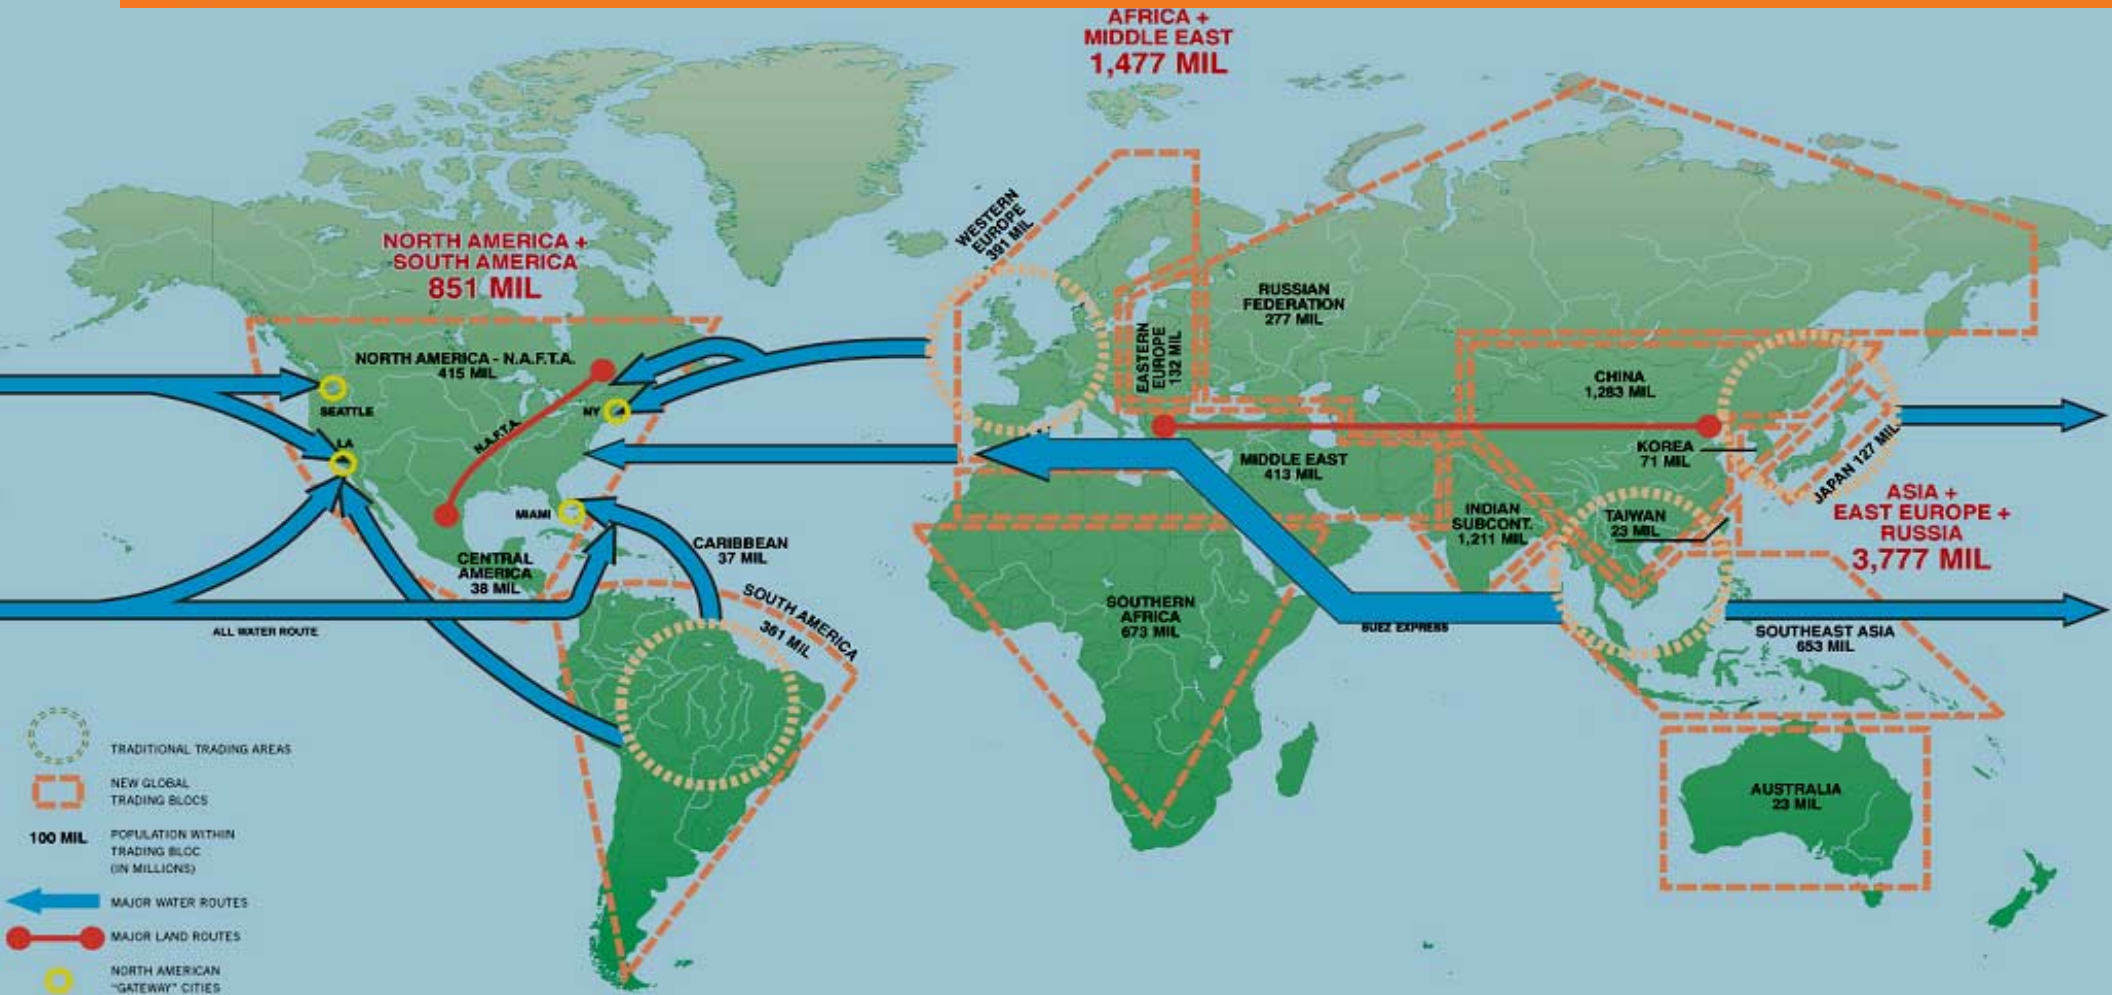 AFRICA +
MIDDLE EAST
1,477 MIL
NORTH AMERICA +
SOUTH AMERICA
851 MIL
WESTERN
EUROPE
391 MIL
RUSSIAN
FEDERATION
277 MIL
EASTERN
EUROPE
132 MIL
NORTH AMERICA - N.A.F.T.A.
415 MIL
SEATTLE
LA
NY
N.A.F.T.A.
MIAMI
CHINA
1,283 MIL
KOREA
71 MIL
JAPAN 127 MIL
MIDDLE EAST
413 MIL
INDIAN
SUBCONT.
1,211 MIL
TAIWAN
23 MIL
ASIA +
EAST EUROPE +
RUSSIA
3,777 MIL
CENTRAL
AMERICA
38 MIL
CARIBBEAN
37 MIL
SOUTH AMERICA
361 MIL
ALL WATER ROUTE
SOUTHERN
AFRICA
673 MIL
SUEZ EXPRESS
SOUTHEAST ASIA
653 MIL
AUSTRALIA
23 MIL
TRADITIONAL TRADING AREAS
NEW GLOBAL
TRADING BLOCS
100 MIL
POPULATION WITHIN
TRADING BLOC
(IN MILLIONS)
MAJOR WATER ROUTES
MAJOR LAND ROUTES
NORTH AMERICAN
"GATEWAY" CITIES